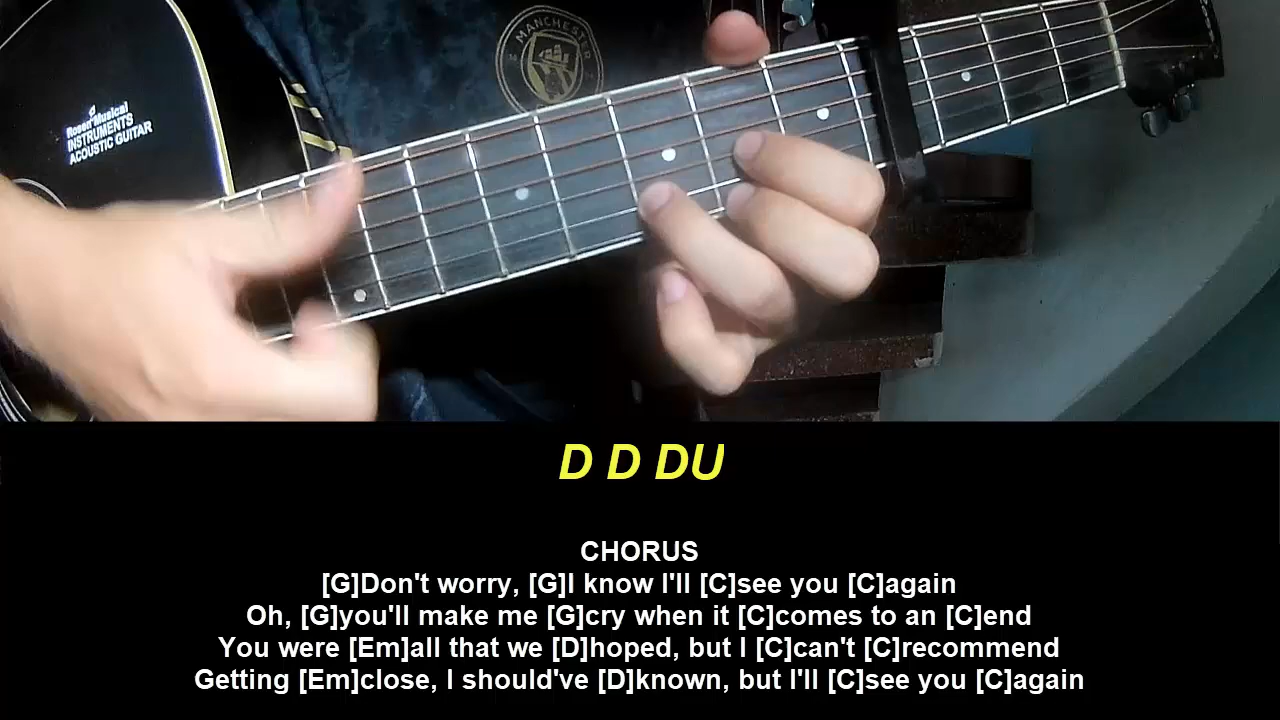 Rosen Musical
INSTRUMENTS
ACOUSTIC GUITAR
MANCHESTER
D D DU
CHORUS
[G]Don't worry, [G]I know I'll [C]see you [C]again
Oh, [G]you'll make me [G]cry when it [C]comes to an [C]end
You were [Em]all that we [D]hoped, but I [C]can't [C]recommend
Getting [Em]close, I should've [D]known, but I'll [C]see you [C]again